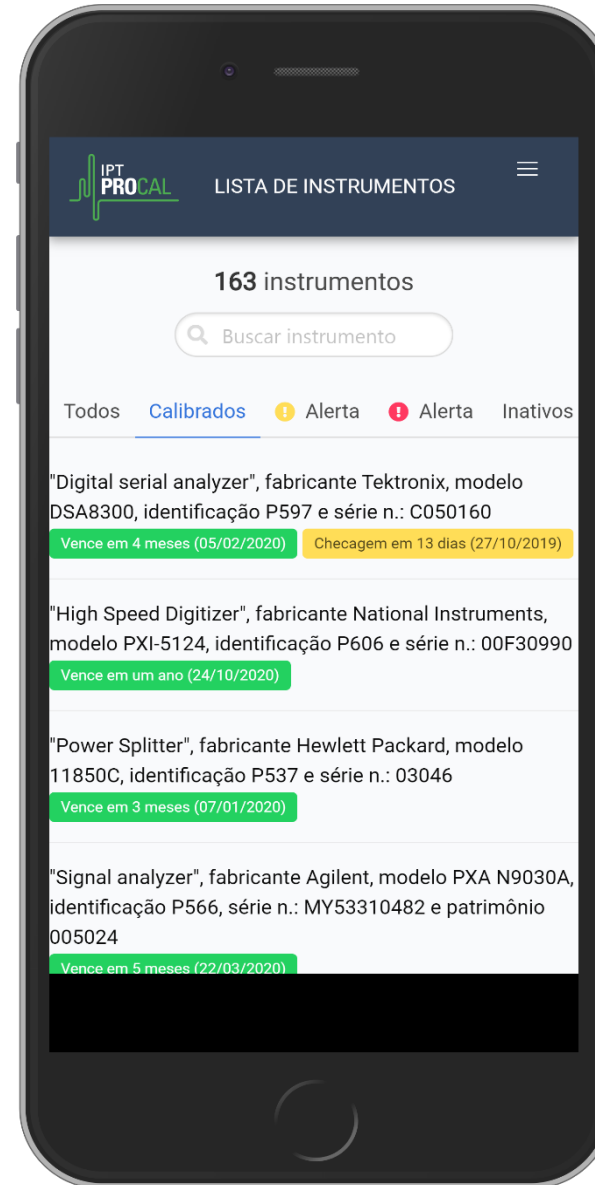 IPT
PROCAL
LISTA DE INSTRUMENTOS
163 instrumentos
Buscar instrumento
Todos Calibrados Alerta Alerta Inativos
"Digital serial analyzer", fabricante Tektronix, modelo
DSA8300, identificação P597 e série n.: C050160
Vence em 4 meses (05/02/2020) Checagem em 13 dias (27/10/2019)
"High Speed Digitizer", fabricante National Instruments,
modelo PXI-5124, identificação P606 e série n.: 00F30990
Vence em um ano (24/10/2020)
"Power Splitter", fabricante Hewlett Packard, modelo
11850C, identificação P537 e série n.: 03046
Vence em 3 meses (07/01/2020)
"Signal analyzer", fabricante Agilent, modelo PXA N9030A,
identificação P566, série n.: MY53310482 e patrimônio
005024
Vence em 5 meses (22/03/2020)